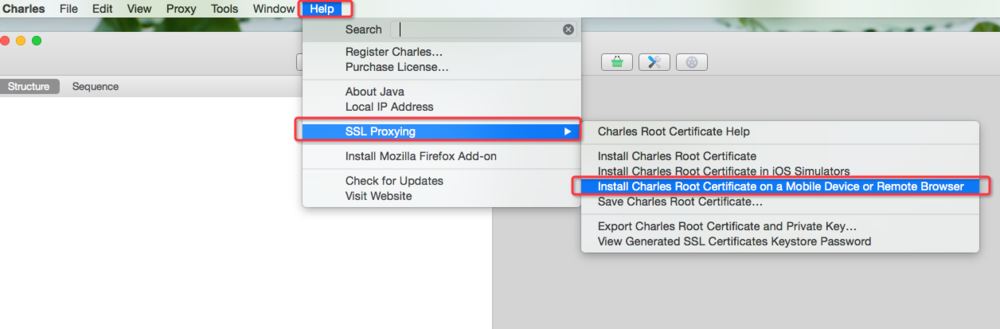 Charles File Edit View Proxy Tools Window Help
Search
Register Charles…
Purchase License…
About Java
Local IP Address
SSL Proxying
Install Mozilla Firefox Add-on
Check for Updates
Visit Website
Structure Sequence
Charles Root Certificate Help
Install Charles Root Certificate
Install Charles Root Certificate in iOS Simulators
Install Charles Root Certificate on a Mobile Device or Remote Browser
Save Charles Root Certificate…
Export Charles Root Certificate and Private Key…
View Generated SSL Certificates Keystore Password